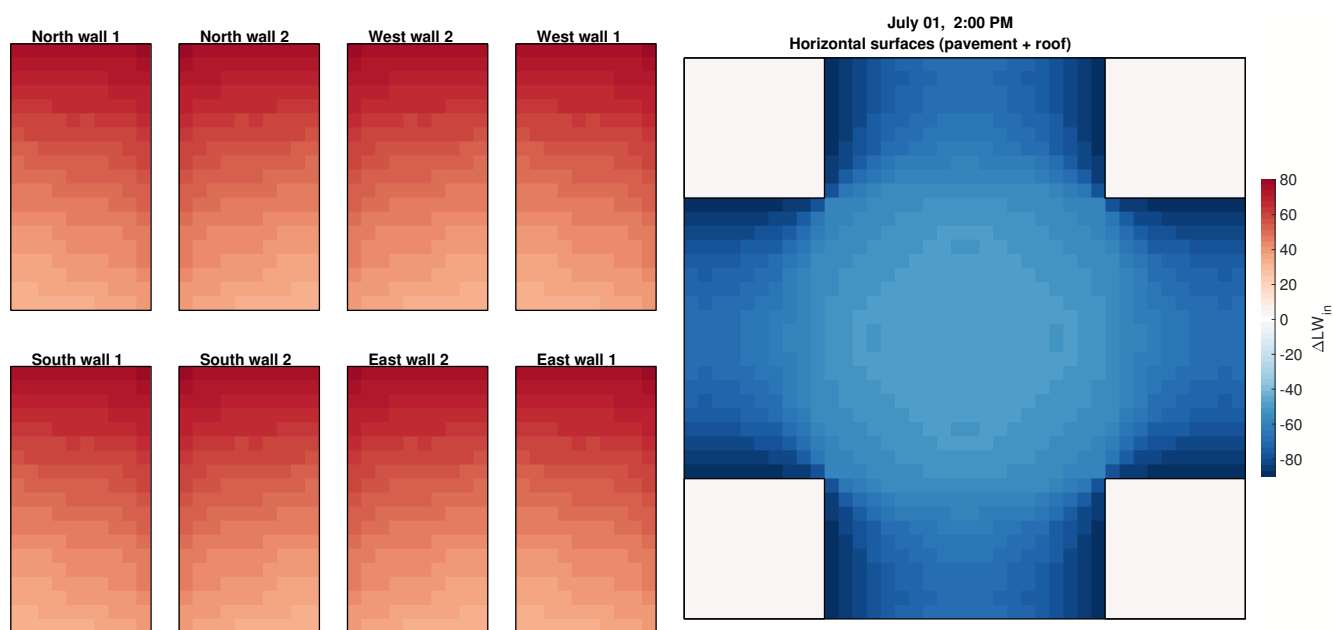 July 01,  2:00 PM
Horizontal surfaces (pavement + roof)
North wall 1
North wall 2
West wall 2
West wall 1
South wall 1
South wall 2
East wall 2
East wall 1
80
60
40
20
0
-20
-40
-60
-80
ΔLW_in